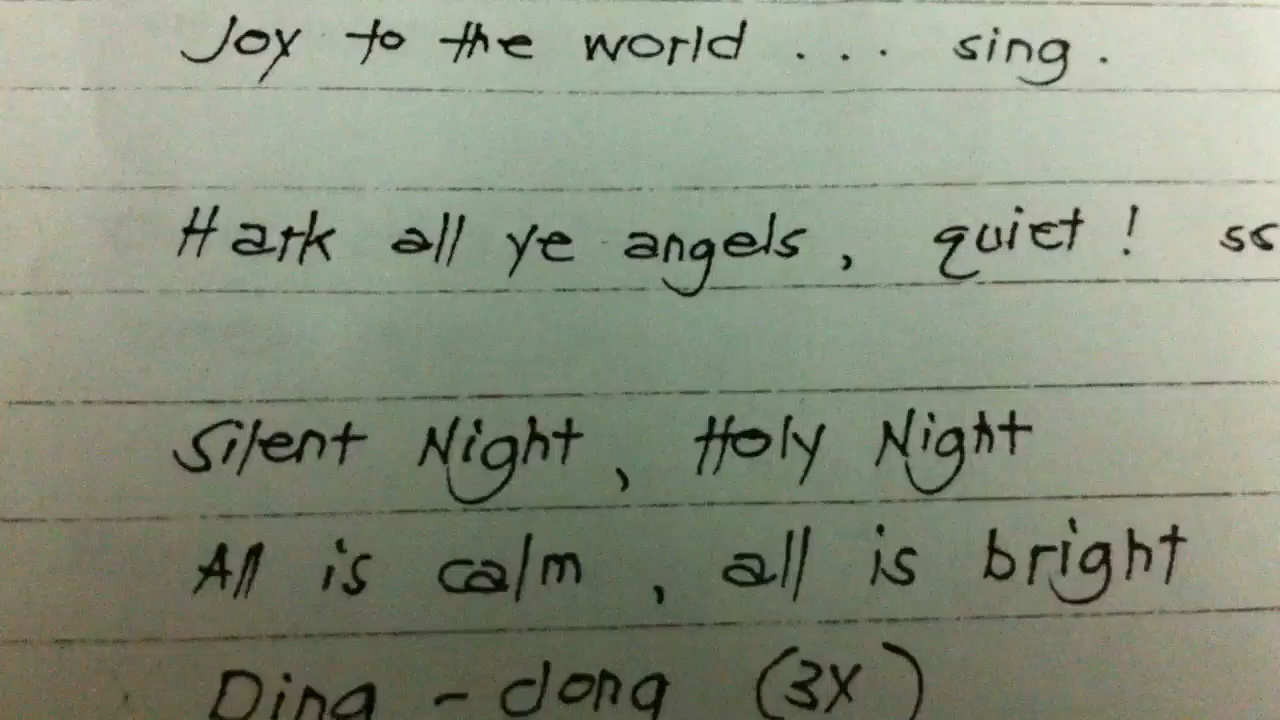 Joy to the world ... sing.
Hark all ye angels, quiet! ss
Silent Night, Holy Night
All is calm, all is bright
Ding - dong (3x)